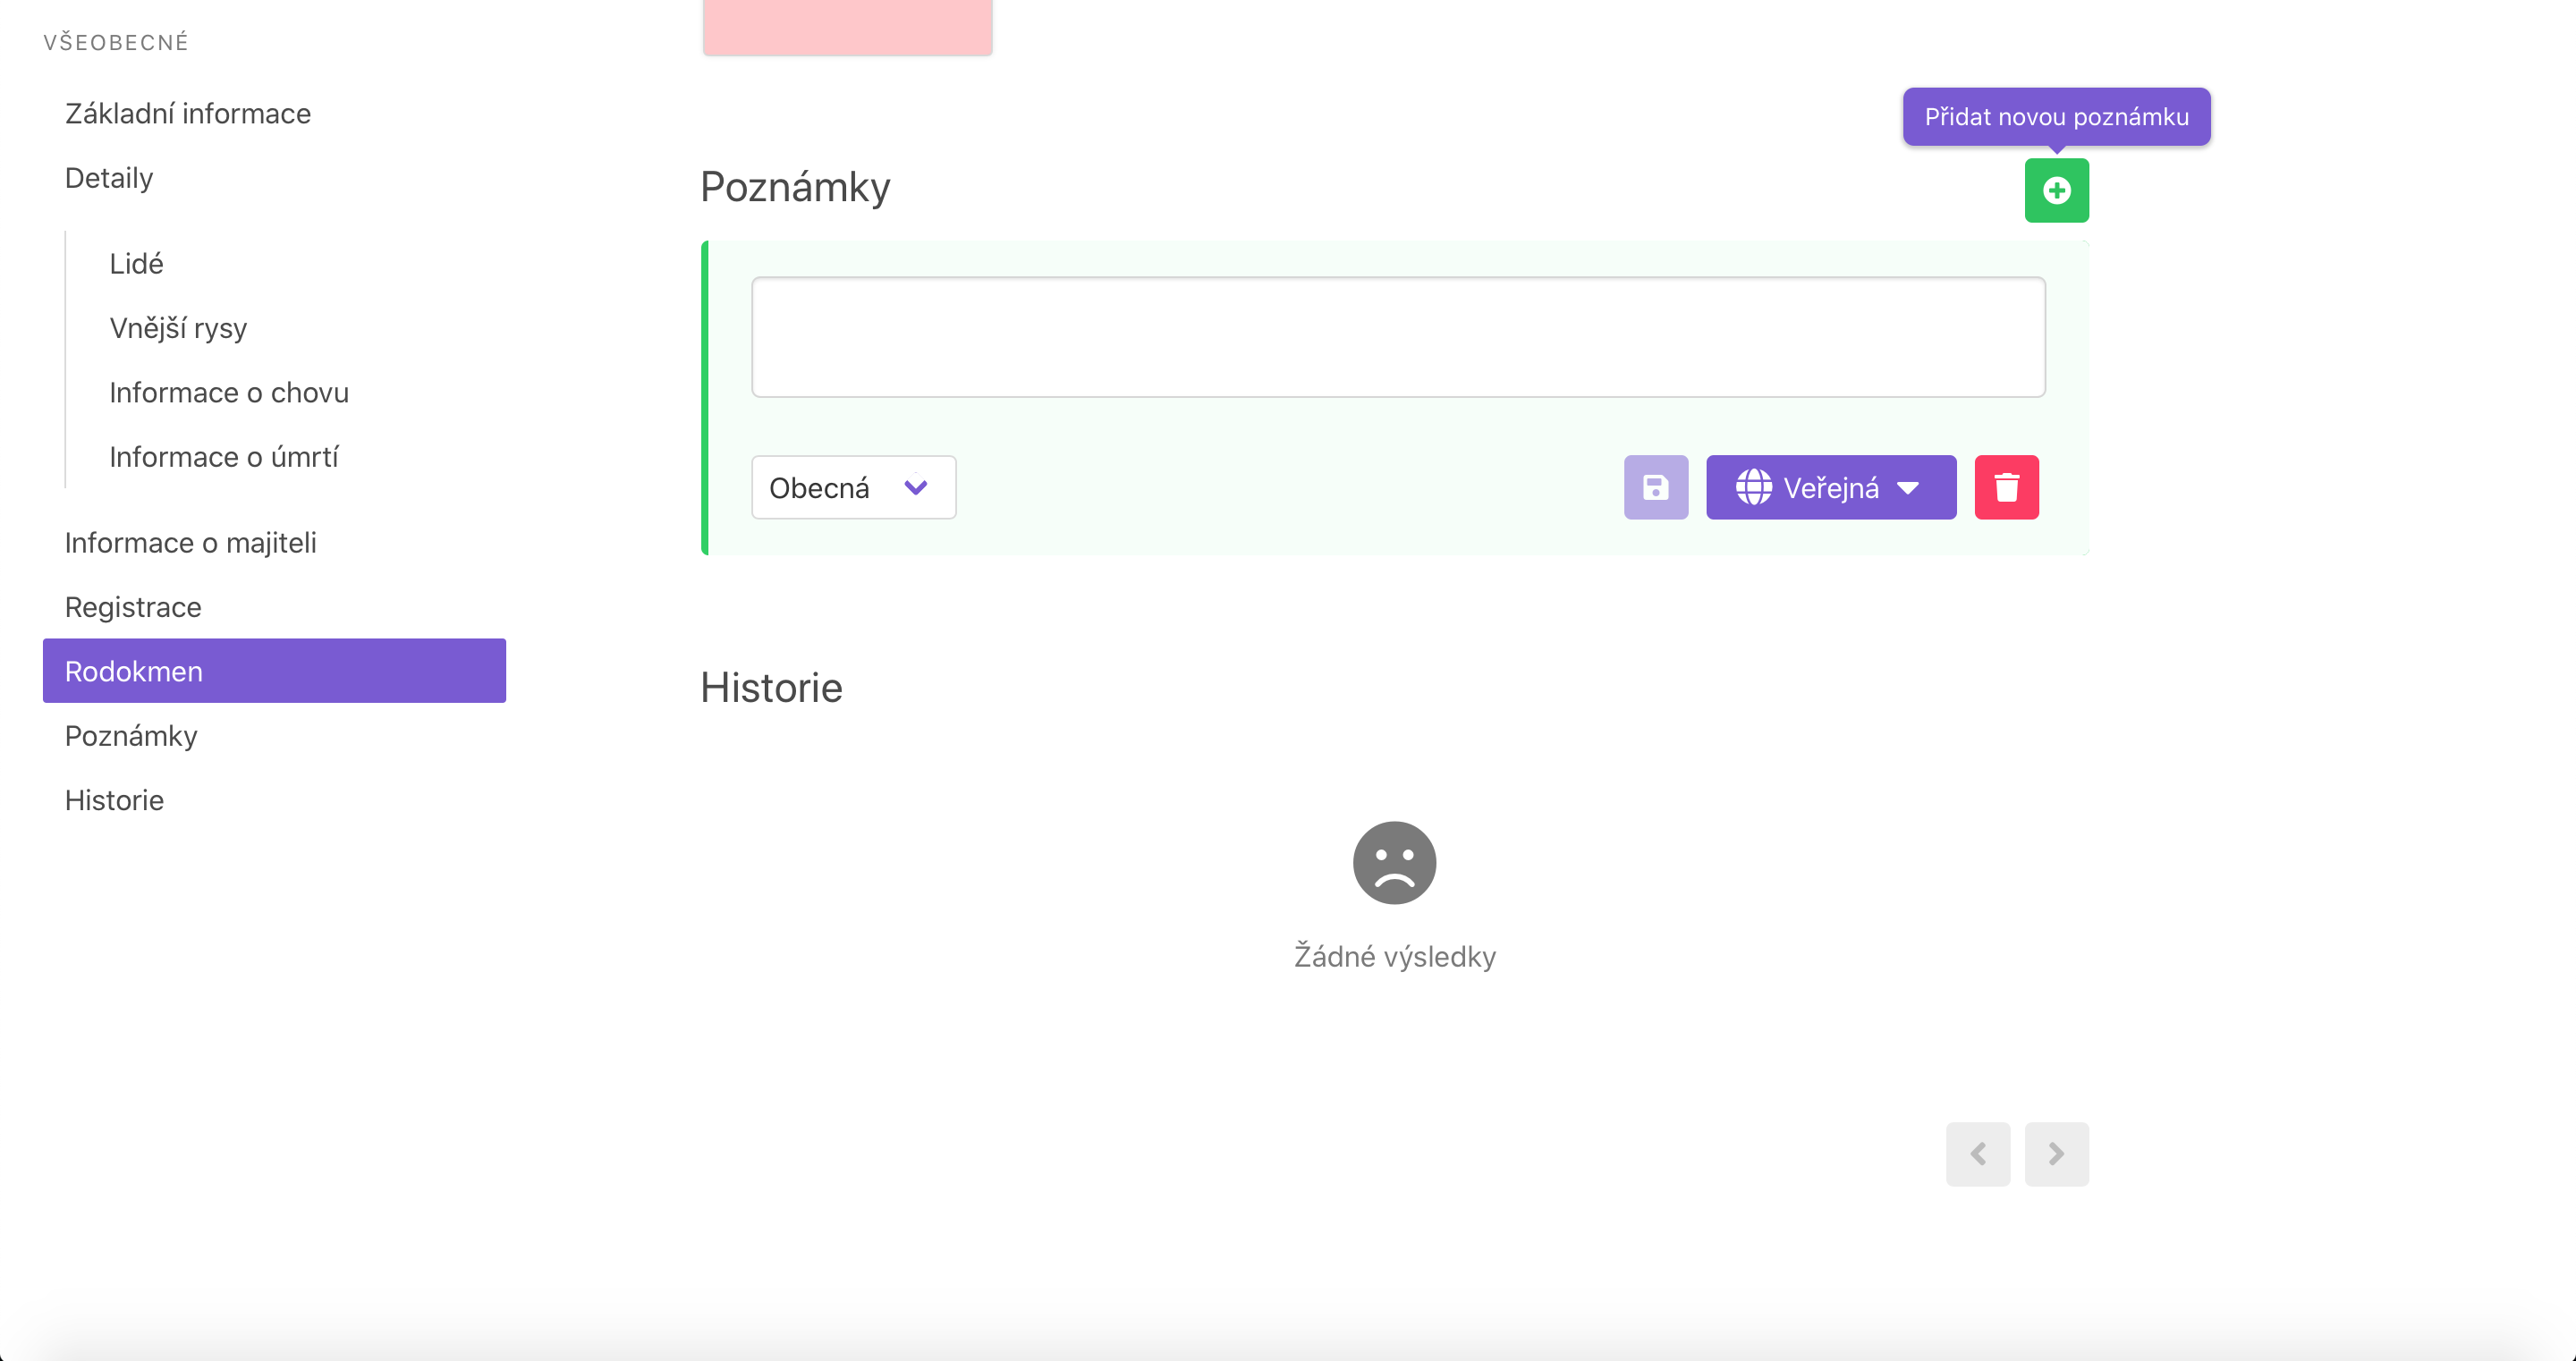 VŠEOBECNÉ
Základní informace
Detaily
Lidé
Vnější rysy
Informace o chovu
Informace o úmrtí
Informace o majiteli
Registrace
Rodokmen
Poznámky
Historie
Přidat novou poznámku
Poznámky
Obecná
Veřejná
Historie
Žádné výsledky